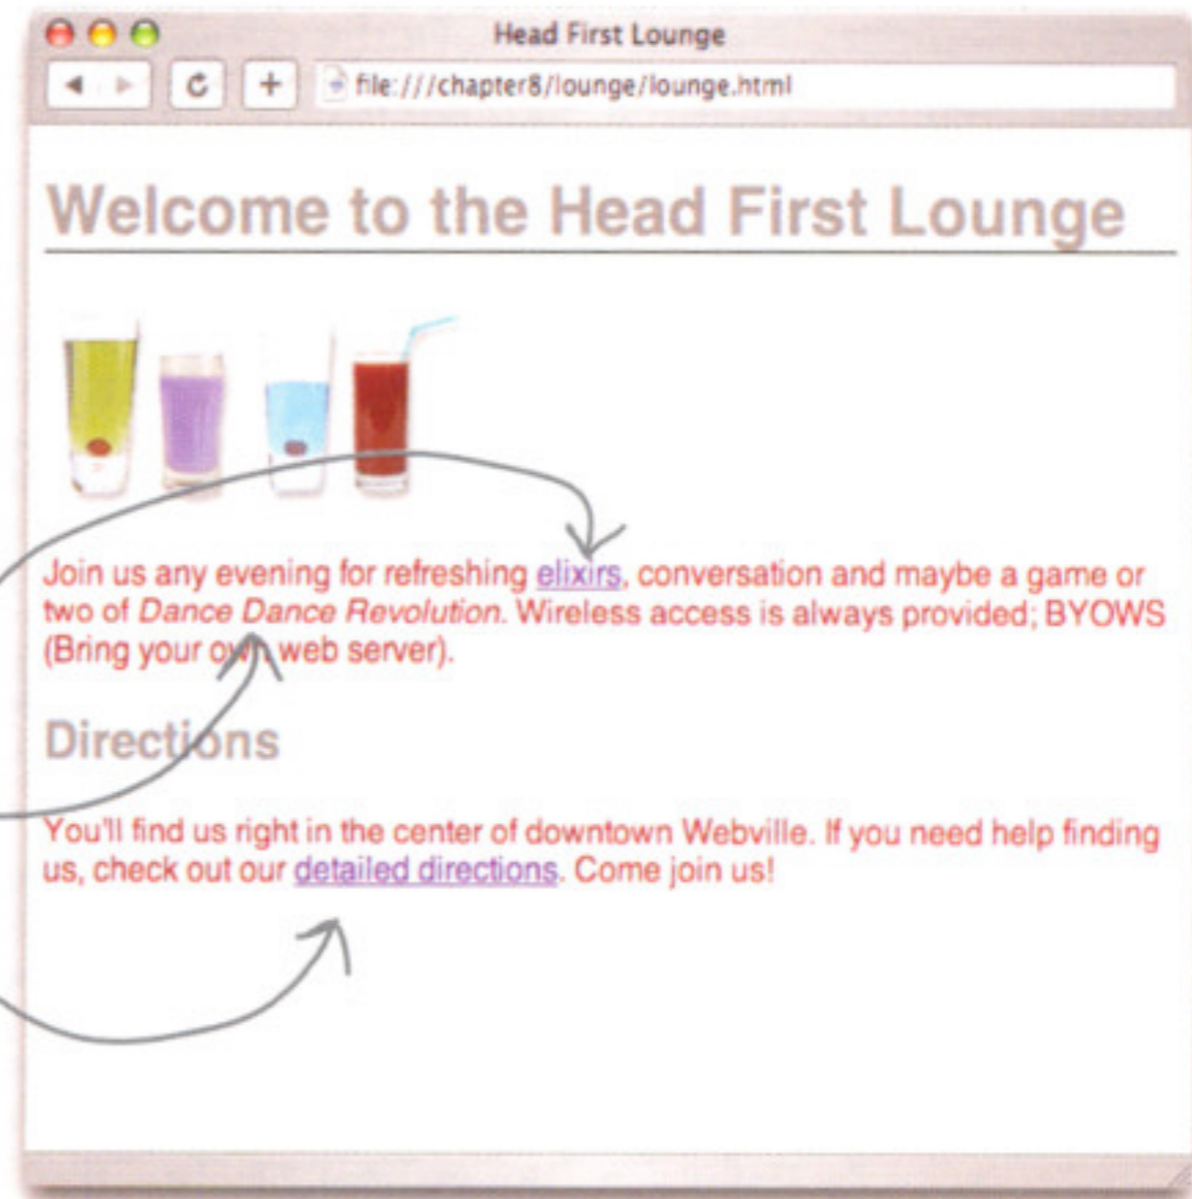 Head First Lounge
file:///chapter8/lounge/lounge.html
Welcome to the Head First Lounge
Join us any evening for refreshing elixirs, conversation and maybe a game or
two of Dance Dance Revolution. Wireless access is always provided; BYOWS
(Bring your own web server).
Directions
You'll find us right in the center of downtown Webville. If you need help finding
us, check out our detailed directions. Come join us!